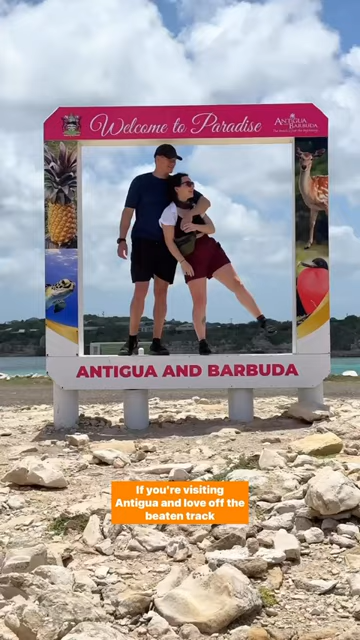 Welcome to Paradise
ANTIGUA AND
BARBUDA
ANTIGUA AND BARBUDA
If you're visiting
Antigua and love off the
beaten track